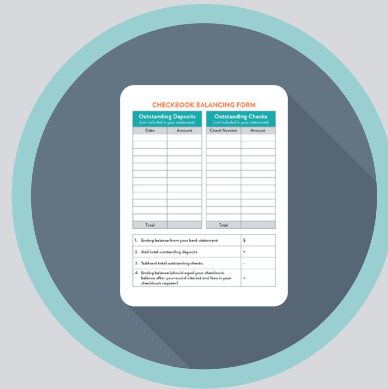 CHECKBOOK BALANCING FORM
Outstanding Deposits Outstanding Checks
(not included in your statement) (not included in your statement)
Date Amount Check Number Amount
Total Total
1. Ending balance from your bank statement $
2. Add total outstanding deposits +
3. Subtract total outstanding checks -
4. Ending balance (should equal your checkbook
balance after you record interest and fees in your =
checkbook register)